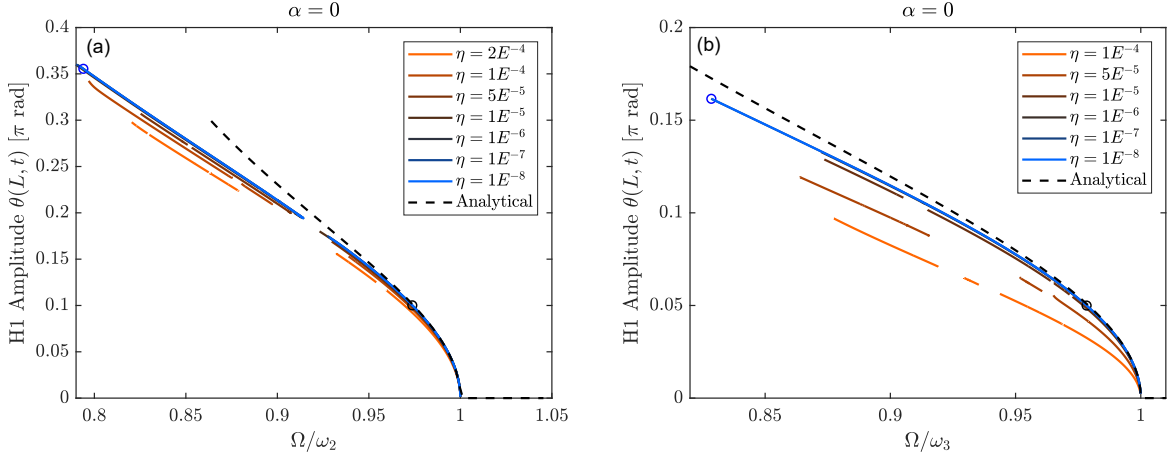 α = 0
(a)
H1 Amplitude θ(L, t) [π rad]
0.4
0.35
0.3
0.25
0.2
0.15
0.1
0.05
0
η = 2E⁻⁴
η = 1E⁻⁴
η = 5E⁻⁵
η = 1E⁻⁵
η = 1E⁻⁶
η = 1E⁻⁷
η = 1E⁻⁸
Analytical
0.8 0.85 0.9 0.95 1 1.05
Ω/ω₂
α = 0
(b)
H1 Amplitude θ(L, t) [π rad]
0.2
0.15
0.1
0.05
0
η = 1E⁻⁴
η = 5E⁻⁵
η = 1E⁻⁵
η = 1E⁻⁶
η = 1E⁻⁷
η = 1E⁻⁸
Analytical
0.85 0.9 0.95 1
Ω/ω₃